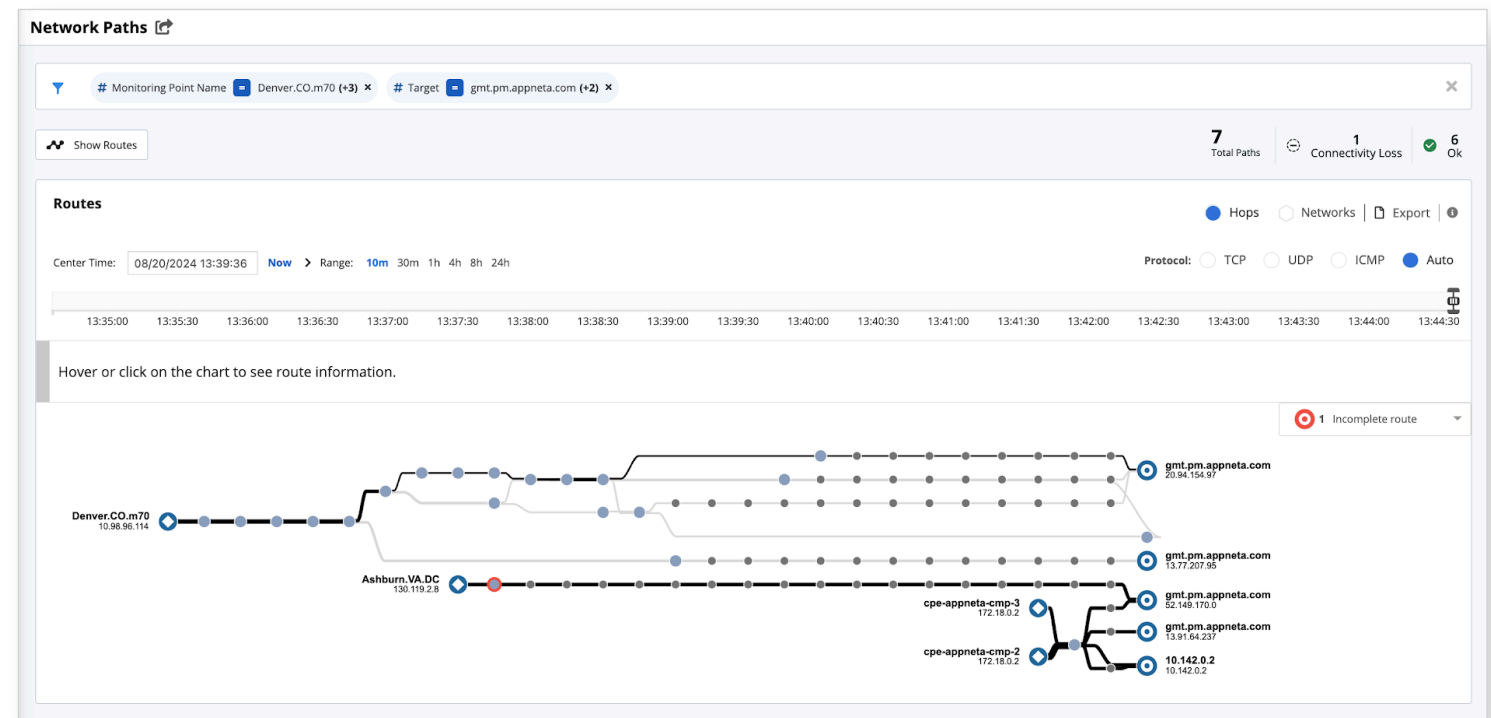 Network Paths
# Monitoring Point Name = Denver.CO.m70 (+3) × # Target = gmt.pm.appneta.com (+2) ×
Show Routes
7
Total Paths
1
Connectivity Loss
6
Ok
Routes
Hops Networks Export
Center Time: 08/20/2024 13:39:36 Now Range: 10m 30m 1h 4h 8h 24h
Protocol: TCP UDP ICMP Auto
13:35:00 13:35:30 13:36:00 13:36:30 13:37:00 13:37:30 13:38:00 13:38:30 13:39:00 13:39:30 13:40:00 13:40:30 13:41:00 13:41:30 13:42:00 13:42:30 13:43:00 13:43:30 13:44:00 13:44:30
Hover or click on the chart to see route information.
1 Incomplete route
gmt.pm.appneta.com
20.94.154.97
Denver.CO.m70
10.98.96.114
gmt.pm.appneta.com
13.77.207.95
Ashburn.VA.DC
130.119.2.8
gmt.pm.appneta.com
52.149.170.0
cpe-appneta-cmp-3
172.18.0.2
gmt.pm.appneta.com
13.91.64.237
cpe-appneta-cmp-2
172.18.0.2
10.142.0.2
10.142.0.2